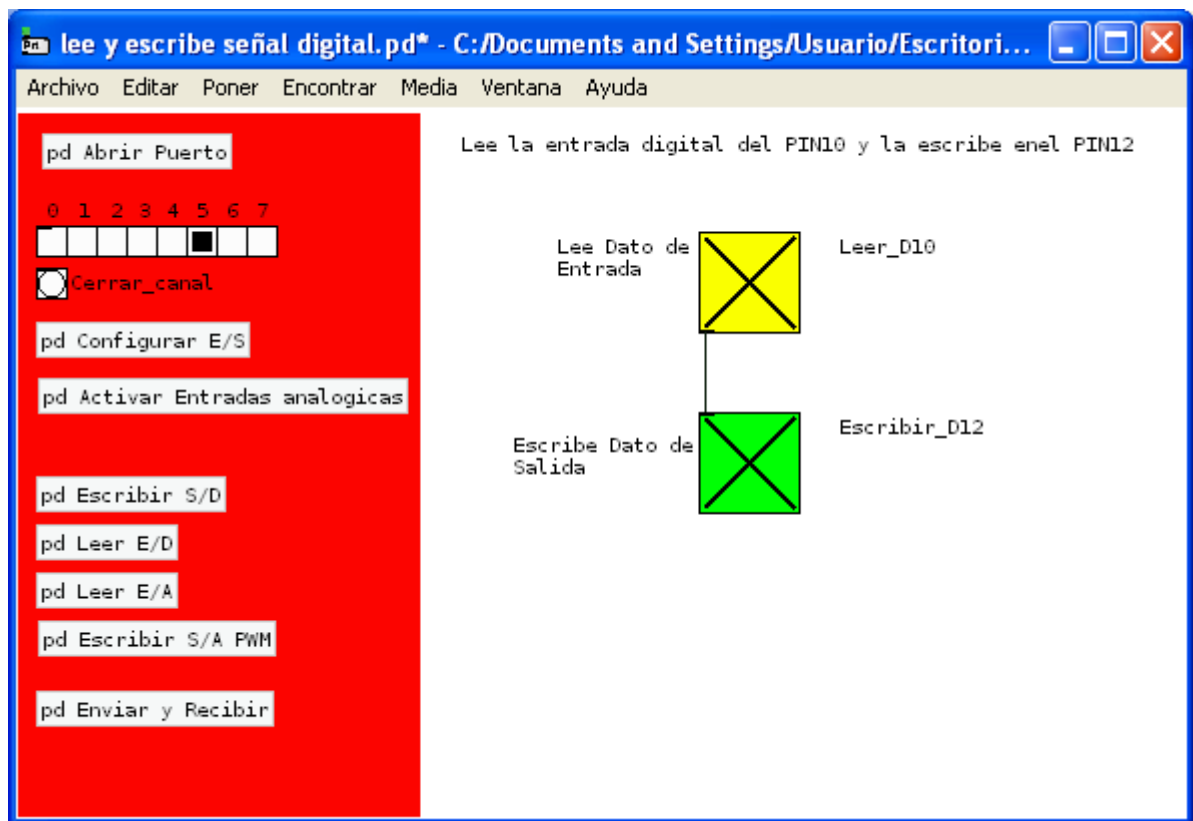 lee y escribe señal digital.pd* - C:/Documents and Settings/Usuario/Escritori...
Archivo Editar Poner Encontrar Media Ventana Ayuda
pd Abrir Puerto
0 1 2 3 4 5 6 7
Cerrar_canal
pd Configurar E/S
pd Activar Entradas analogicas
pd Escribir S/D
pd Leer E/D
pd Leer E/A
pd Escribir S/A PWM
pd Enviar y Recibir
Lee la entrada digital del PIN10 y la escribe enel PIN12
Lee Dato de
Entrada
Leer_D10
Escribe Dato de
Salida
Escribir_D12